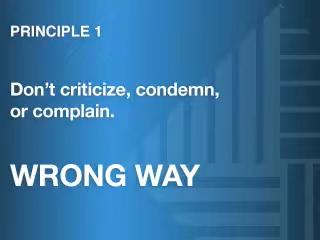 PRINCIPLE 1
Don’t criticize, condemn,
or complain.
WRONG WAY